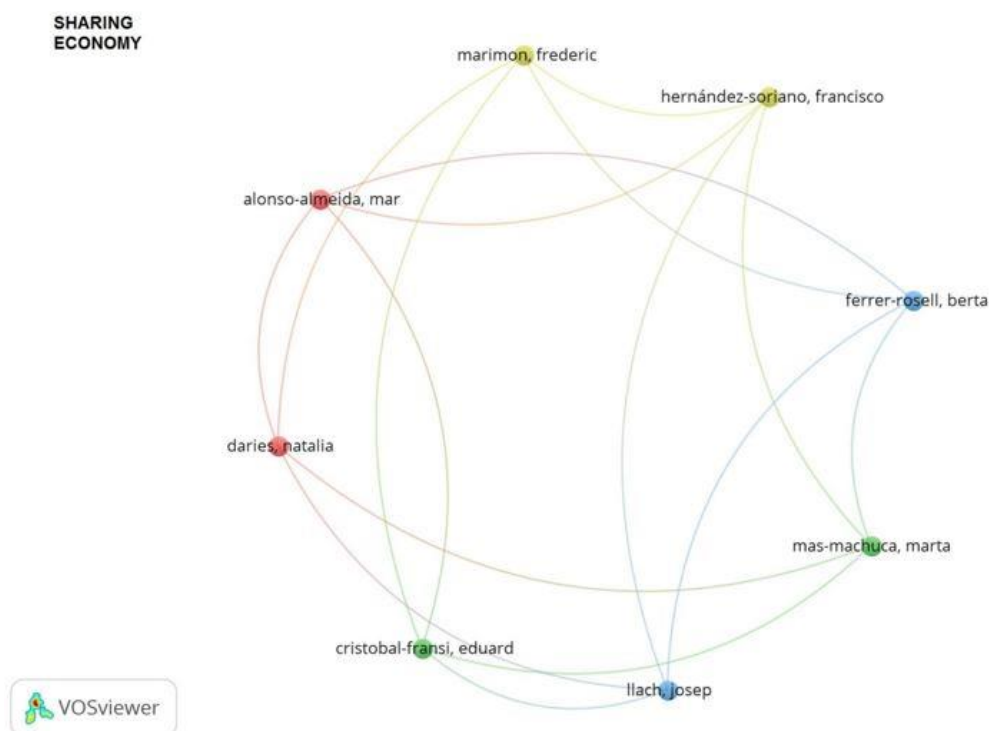 SHARING
ECONOMY
marimon, frederic
hernández-soriano, francisco
alonso-almeida, mar
ferrer-rosell, berta
daries, natalia
mas-machuca, marta
cristobal-fransi, eduard
llach, josep
VOSviewer